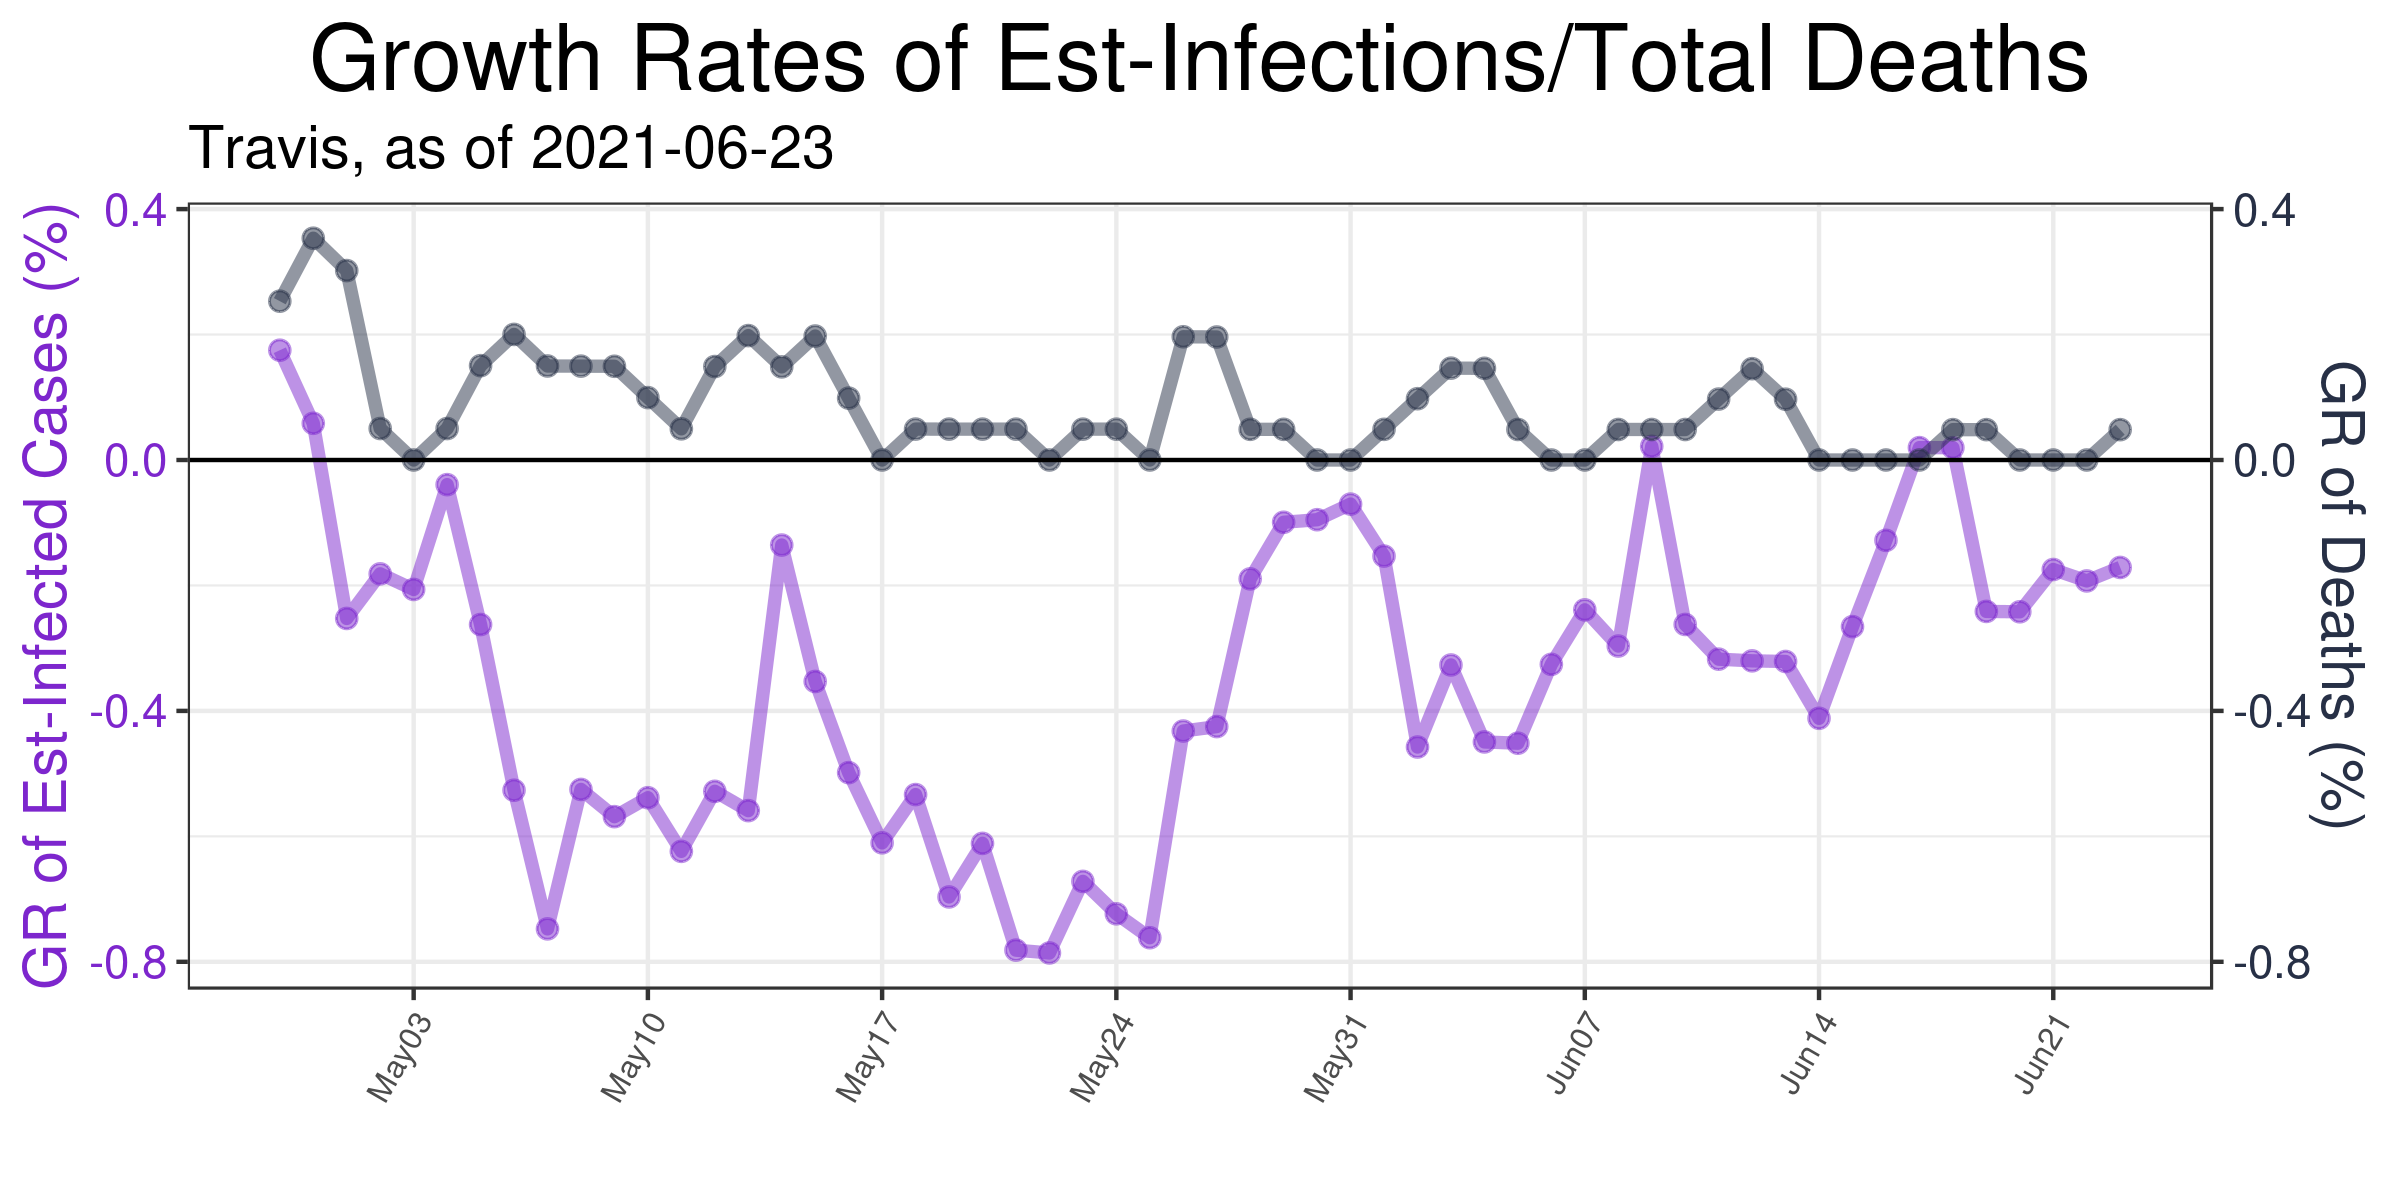 Growth Rates of Est-Infections/Total Deaths
Travis, as of 2021-06-23
GR of Est-Infected Cases (%)
0.4
0.0
-0.4
-0.8
0.4
0.0
-0.4
-0.8
GR of Deaths (%)
May03
May10
May17
May24
May31
Jun07
Jun14
Jun21